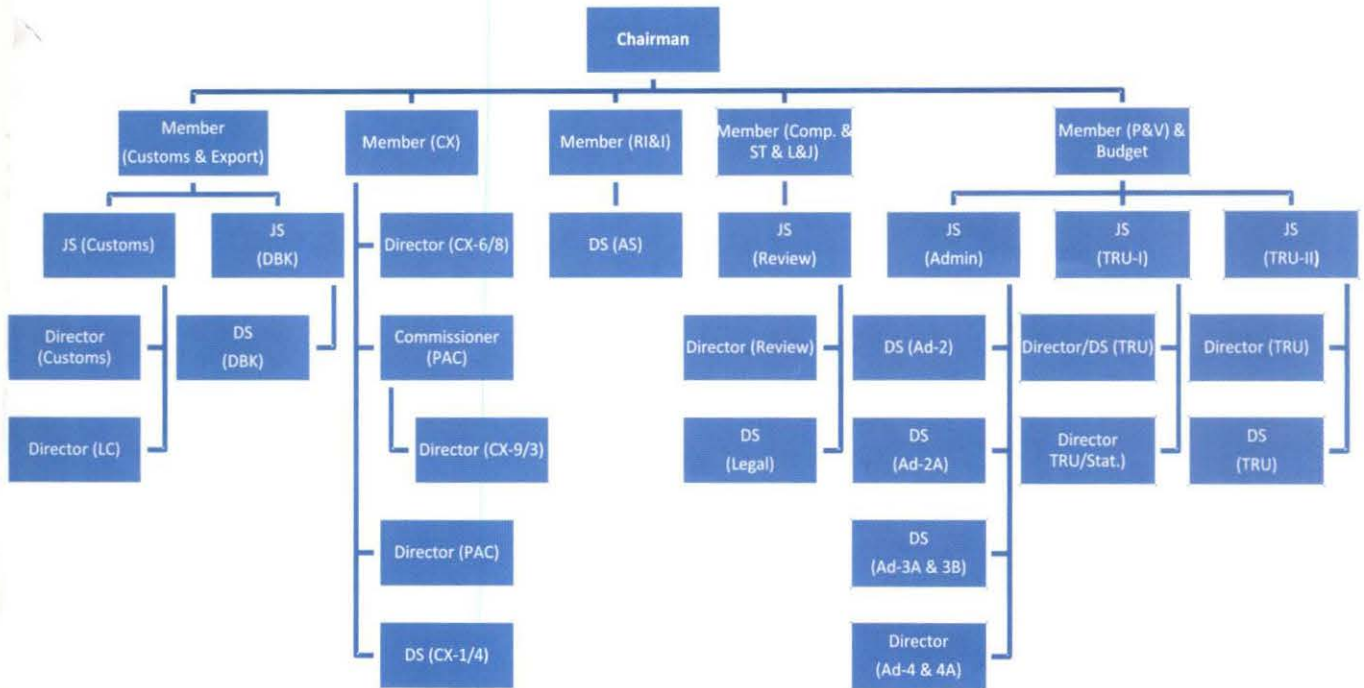 Chairman
Member
(Customs & Export)
Member (CX)
Member (RI&I)
Member (Comp. &
ST & L&J)
Member (P&V) &
Budget
JS (Customs)
JS
(DBK)
Director (CX-6/8)
DS (AS)
JS
(Review)
JS
(Admin)
JS
(TRU-I)
JS
(TRU-II)
Director
(Customs)
DS
(DBK)
Commissioner
(PAC)
Director (Review)
DS (Ad-2)
Director/DS (TRU)
Director (TRU)
Director (LC)
Director (CX-9/3)
DS
(Legal)
DS
(Ad-2A)
Director
TRU/Stat.)
DS
(TRU)
Director (PAC)
DS
(Ad-3A & 3B)
DS (CX-1/4)
Director
(Ad-4 & 4A)